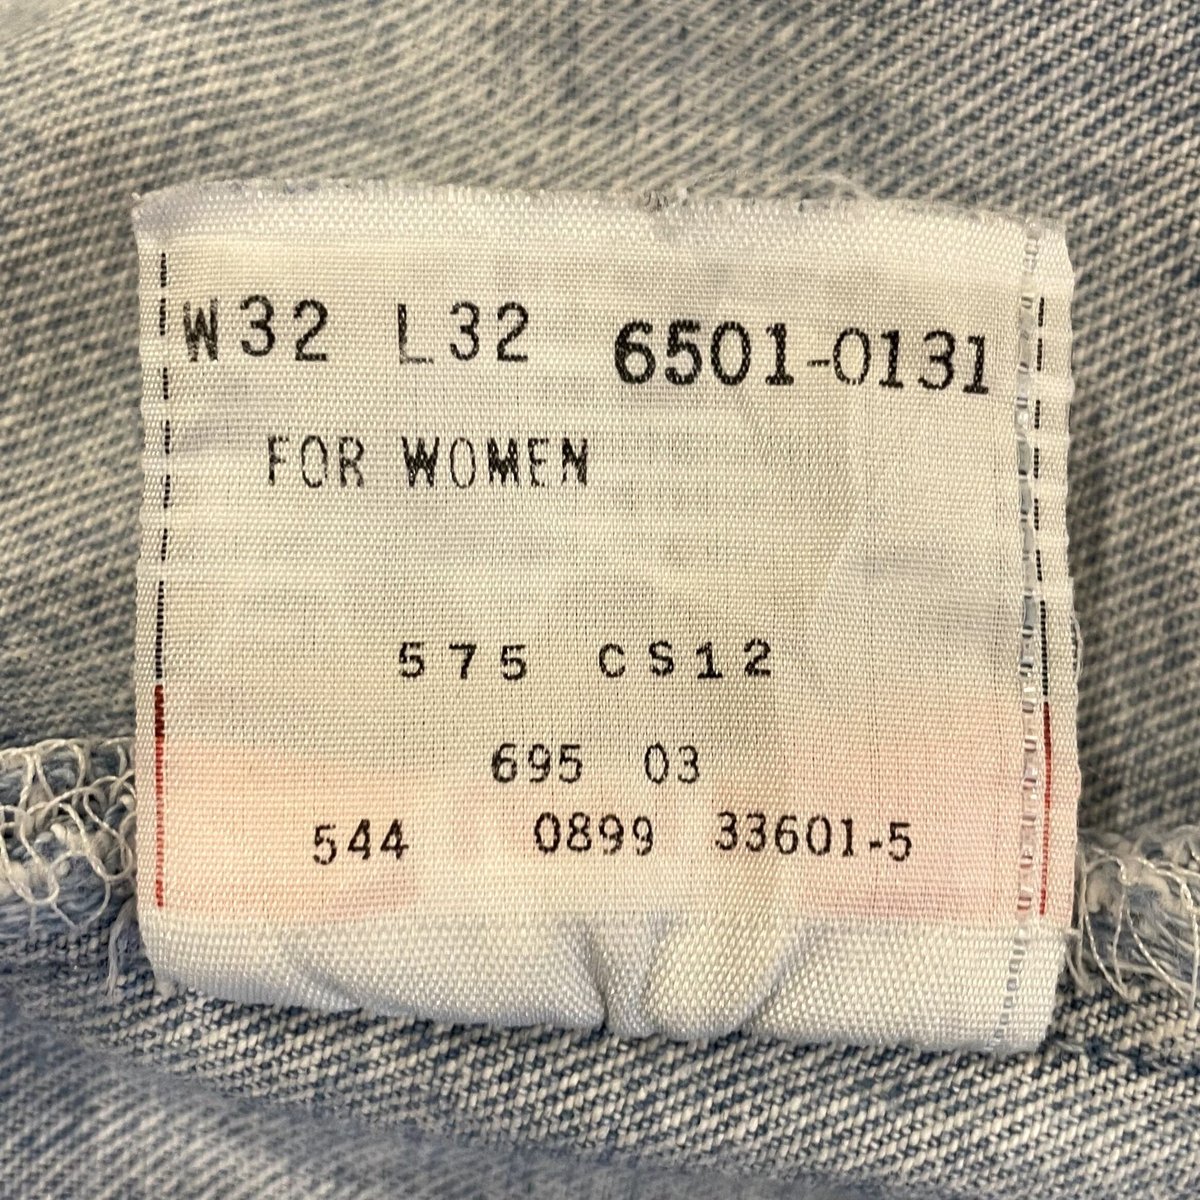 W32 L32 6501-0131
FOR WOMEN
575 CS12
695 03
544 0899 33601-5